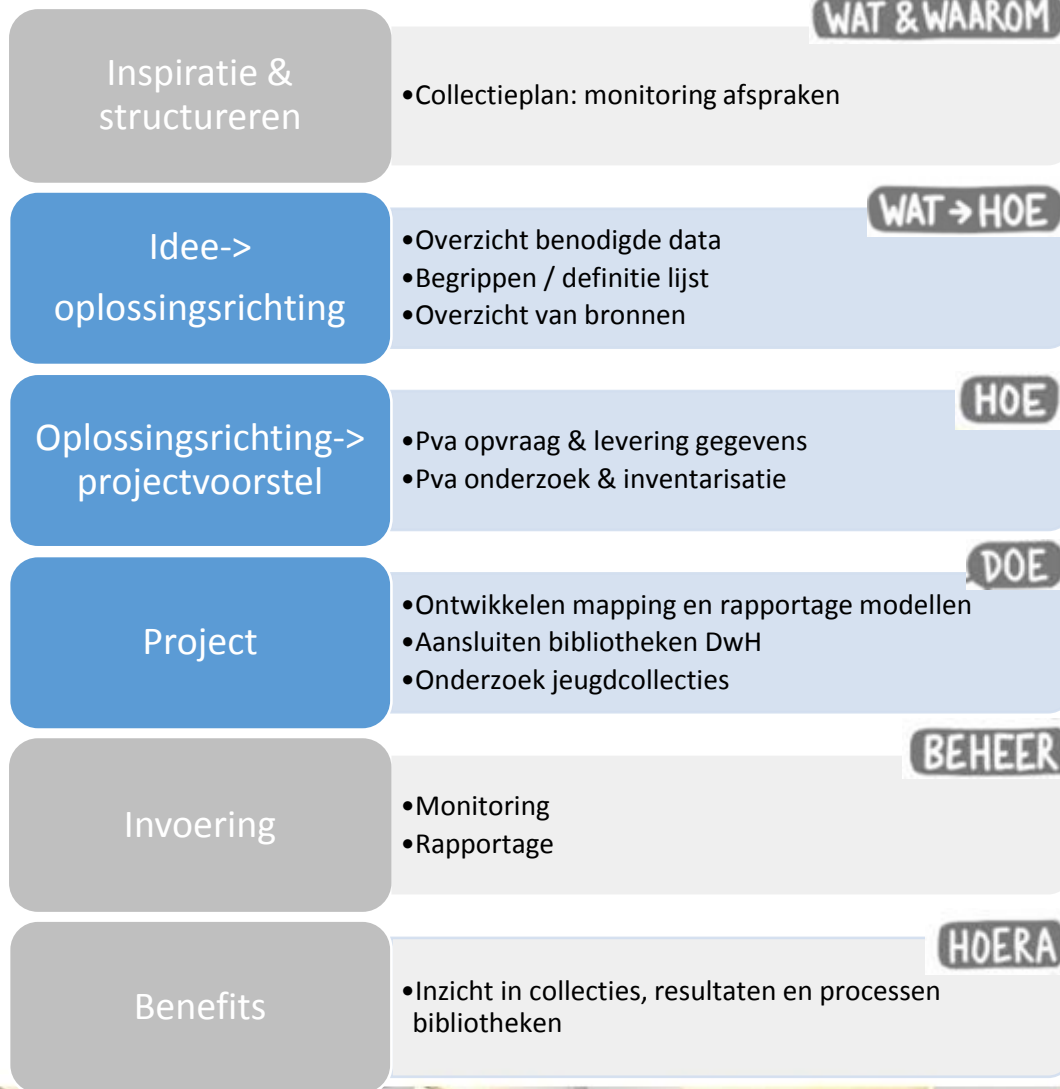 WAT & WAAROM
Inspiratie &
structureren
•Collectieplan: monitoring afspraken
WAT → HOE
Idee->
oplossingsrichting
•Overzicht benodigde data
•Begrippen / definitie lijst
•Overzicht van bronnen
HOE
Oplossingsrichting->
projectvoorstel
•Pva opvraag & levering gegevens
•Pva onderzoek & inventarisatie
DOE
Project
•Ontwikkelen mapping en rapportage modellen
•Aansluiten bibliotheken DwH
•Onderzoek jeugdcollecties
BEHEER
Invoering
•Monitoring
•Rapportage
HOERA
Benefits
•Inzicht in collecties, resultaten en processen
bibliotheken